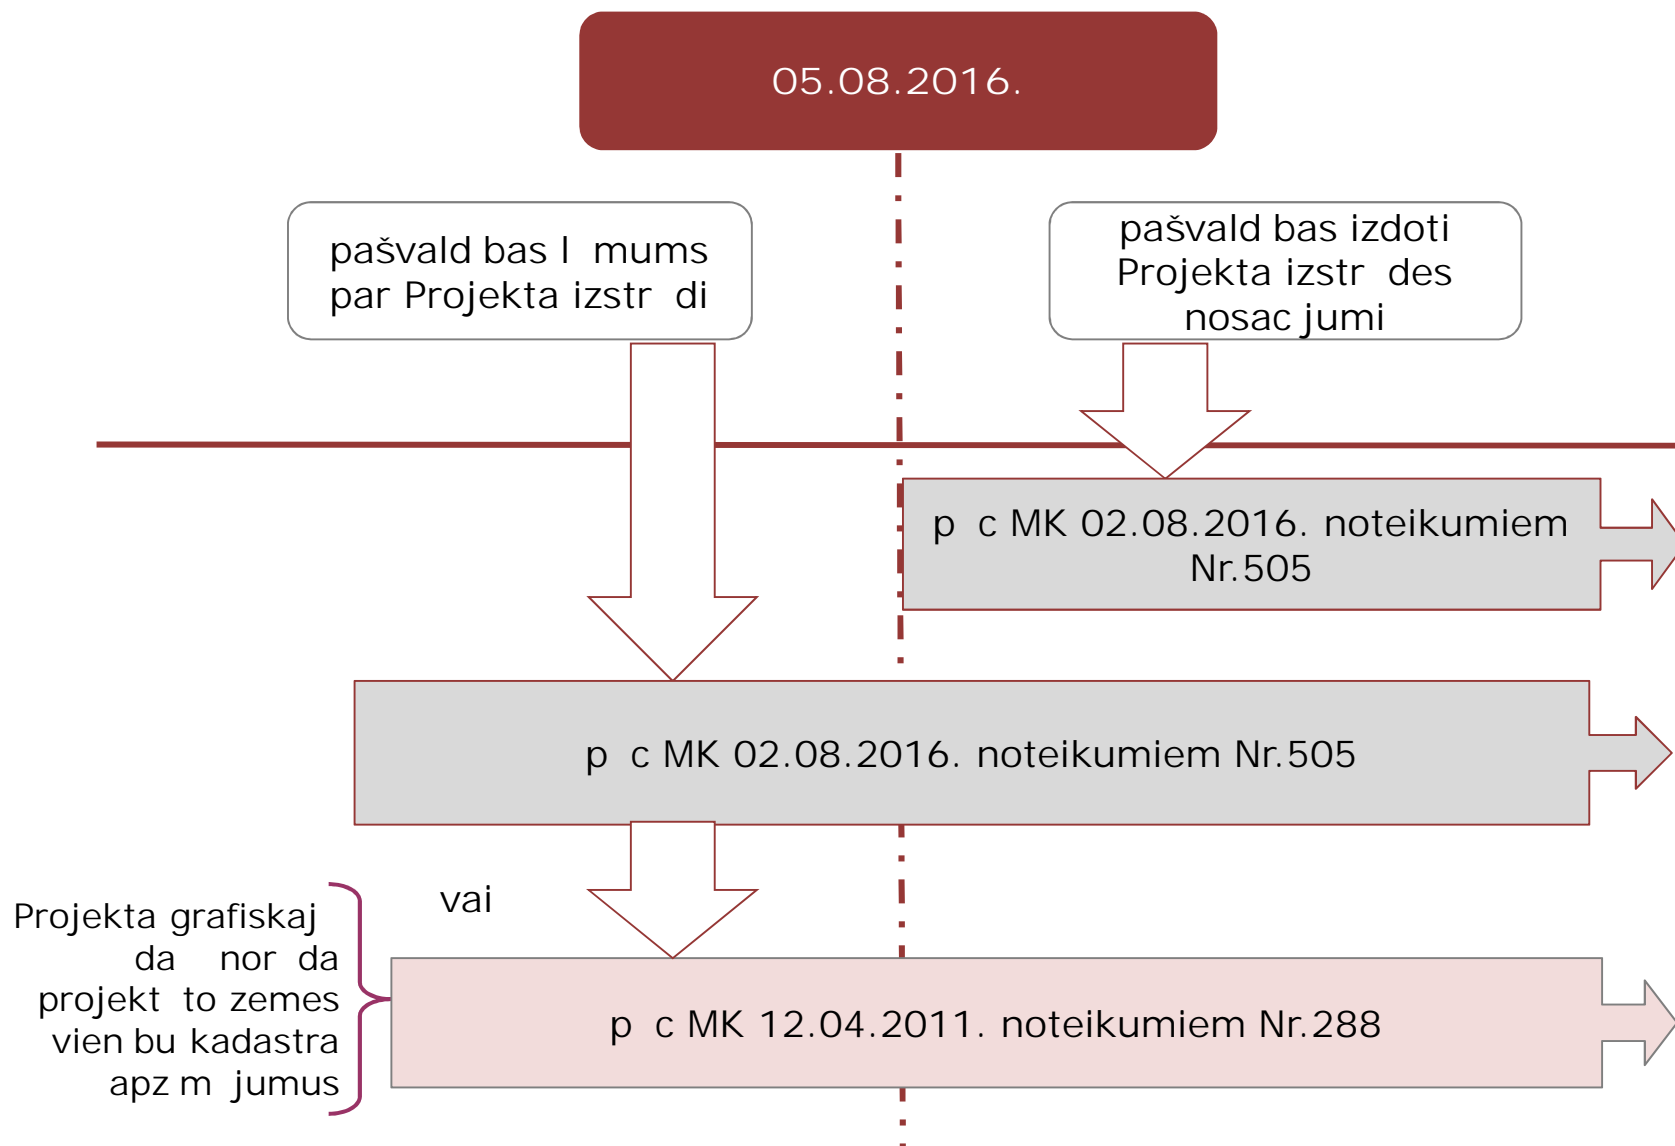 05.08.2016.
pašvald bas l mums
par Projekta izstr di
pašvald bas izdoti
Projekta izstr des
nosac jumi
p c MK 02.08.2016. noteikumiem
Nr.505
p c MK 02.08.2016. noteikumiem Nr.505
vai
Projekta grafiskaj
da nor da
projekt to zemes
vien bu kadastra
apz m jumus
p c MK 12.04.2011. noteikumiem Nr.288